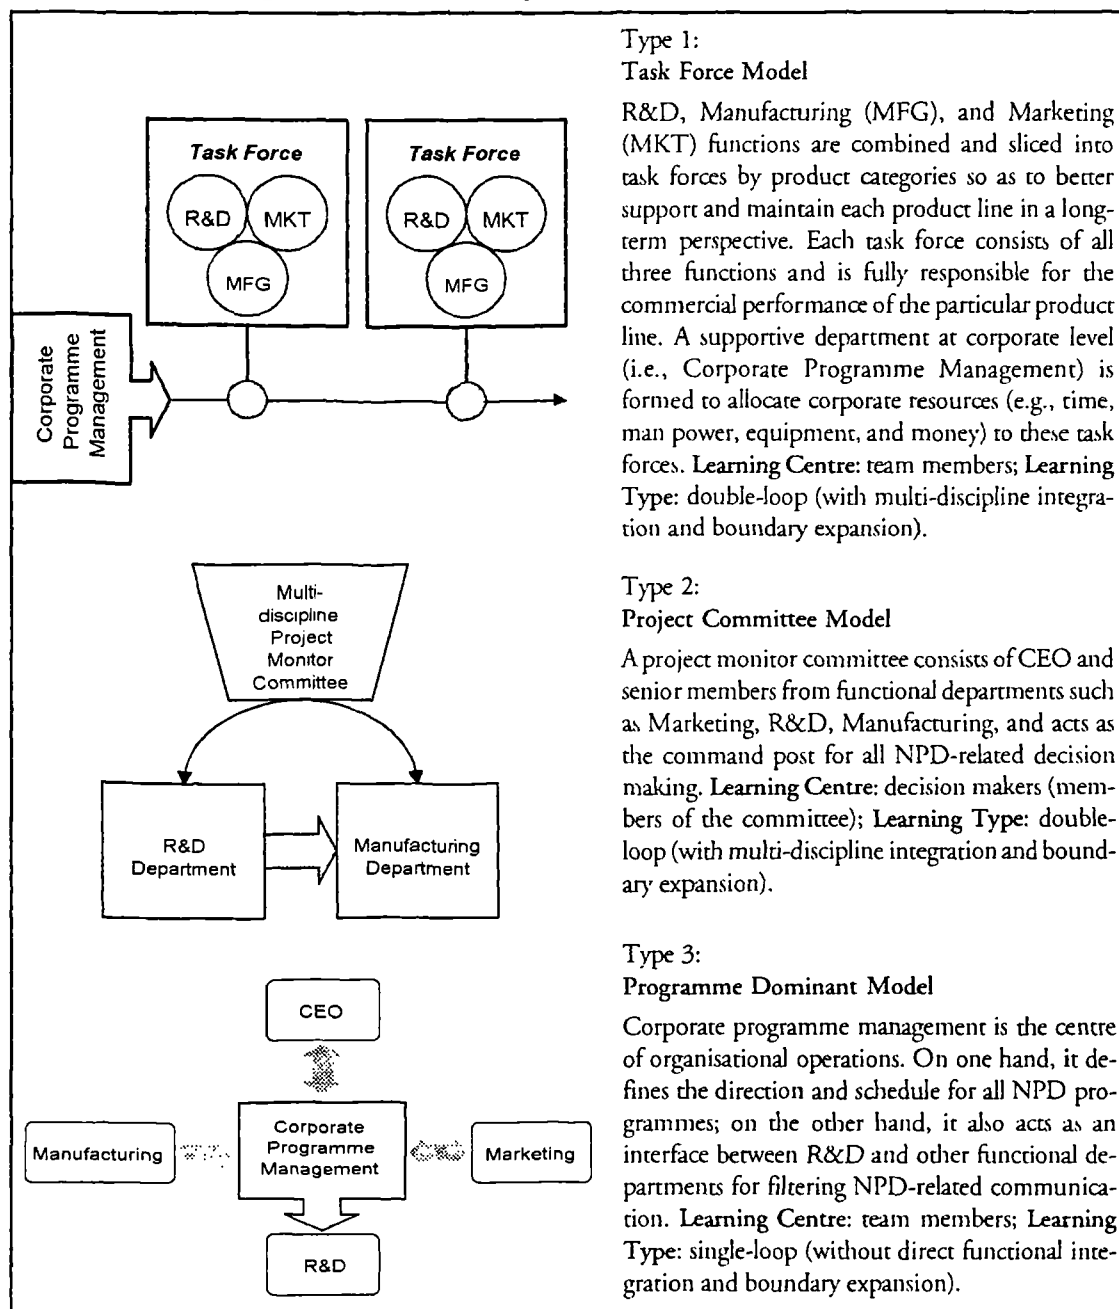 Type 1:
Task Force Model
R&D, Manufacturing (MFG), and Marketing
(MKT) functions are combined and sliced into
task forces by product categories so as to better
support and maintain each product line in a long-
term perspective. Each task force consists of all
three functions and is fully responsible for the
commercial performance of the particular product
line. A supportive department at corporate level
(i.e., Corporate Programme Management) is
formed to allocate corporate resources (e.g., time,
man power, equipment, and money) to these task
forces. Learning Centre: team members; Learning
Type: double-loop (with multi-discipline integra-
tion and boundary expansion).
Task Force
R&D
MKT
MFG
Task Force
R&D
MKT
MFG
Corporate
Programme
Management
Type 2:
Project Committee Model
A project monitor committee consists of CEO and
senior members from functional departments such
as Marketing, R&D, Manufacturing, and acts as
the command post for all NPD-related decision
making. Learning Centre: decision makers (mem-
bers of the committee); Learning Type: double-
loop (with multi-discipline integration and bound-
ary expansion).
Multi-
discipline
Project
Monitor
Committee
R&D
Department
Manufacturing
Department
Type 3:
Programme Dominant Model
Corporate programme management is the centre
of organisational operations. On one hand, it de-
fines the direction and schedule for all NPD pro-
grammes; on the other hand, it also acts as an
interface between R&D and other functional de-
partments for filtering NPD-related communica-
tion. Learning Centre: team members; Learning
Type: single-loop (without direct functional inte-
gration and boundary expansion).
CEO
Manufacturing
Corporate
Programme
Management
Marketing
R&D